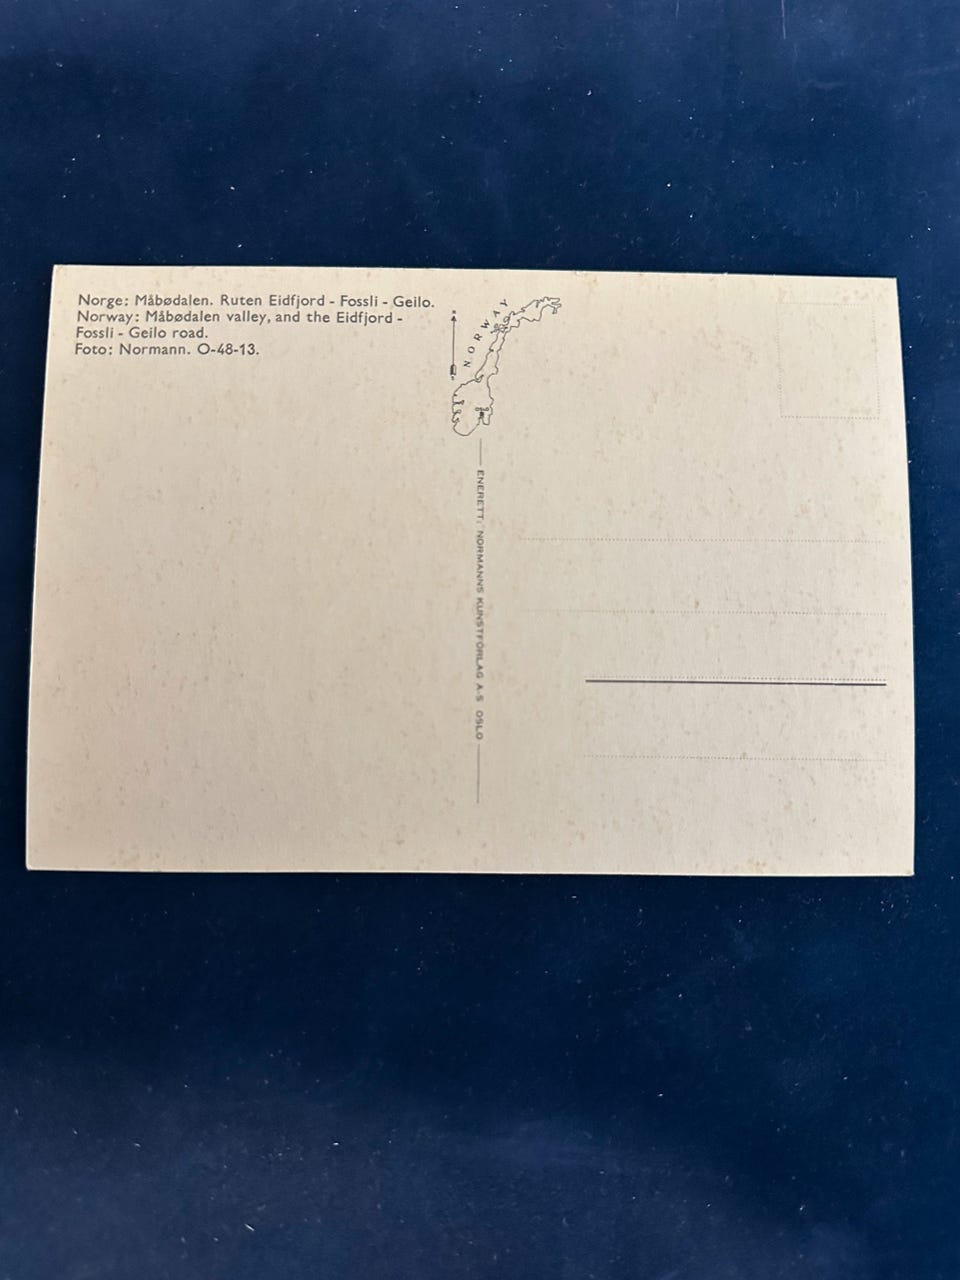 Norge: Måbødalen. Ruten Eidfjord - Fossli - Geilo.
Norway: Måbødalen valley, and the Eidfjord -
Fossli - Geilo road.
Foto: Normann. O-48-13.
NORWAY
ENERETT: NORMANNS KUNSTFORLAG A-S OSLO